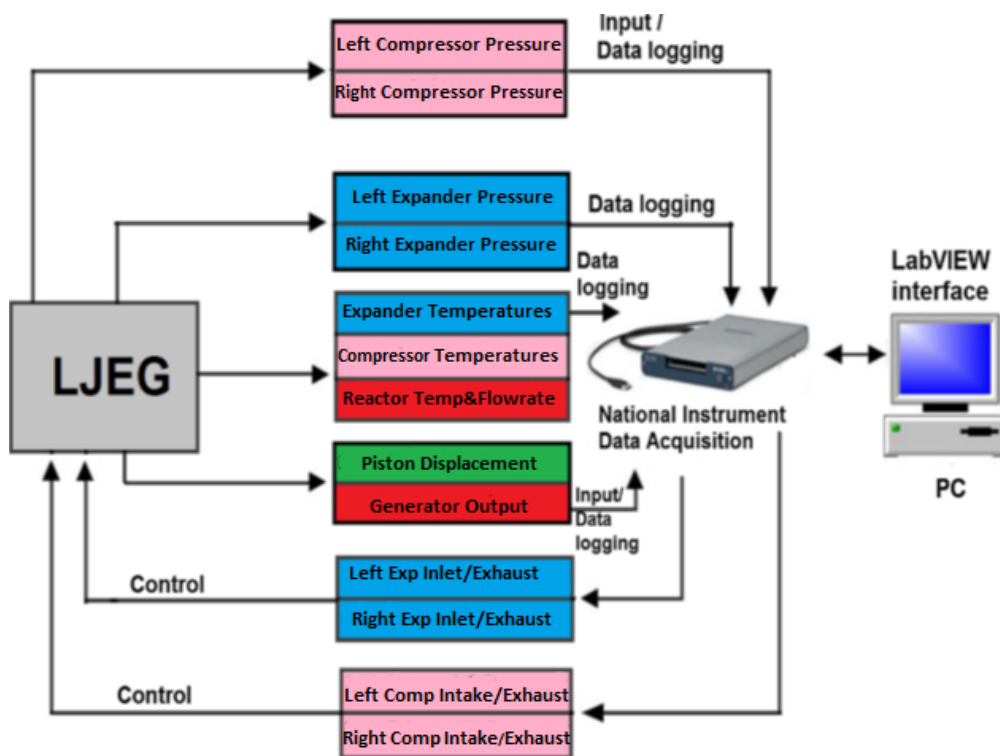 Input /
Data logging
Left Compressor Pressure
Right Compressor Pressure
Left Expander Pressure
Right Expander Pressure
Data logging
Data
logging
LabVIEW
interface
Expander Temperatures
Compressor Temperatures
Reactor Temp&Flowrate
LJEG
National Instrument
Data Acquisition
PC
Piston Displacement
Generator Output
Input/
Data
logging
Left Exp Inlet/Exhaust
Right Exp Inlet/Exhaust
Control
Left Comp Intake/Exhaust
Right Comp Intake/Exhaust
Control